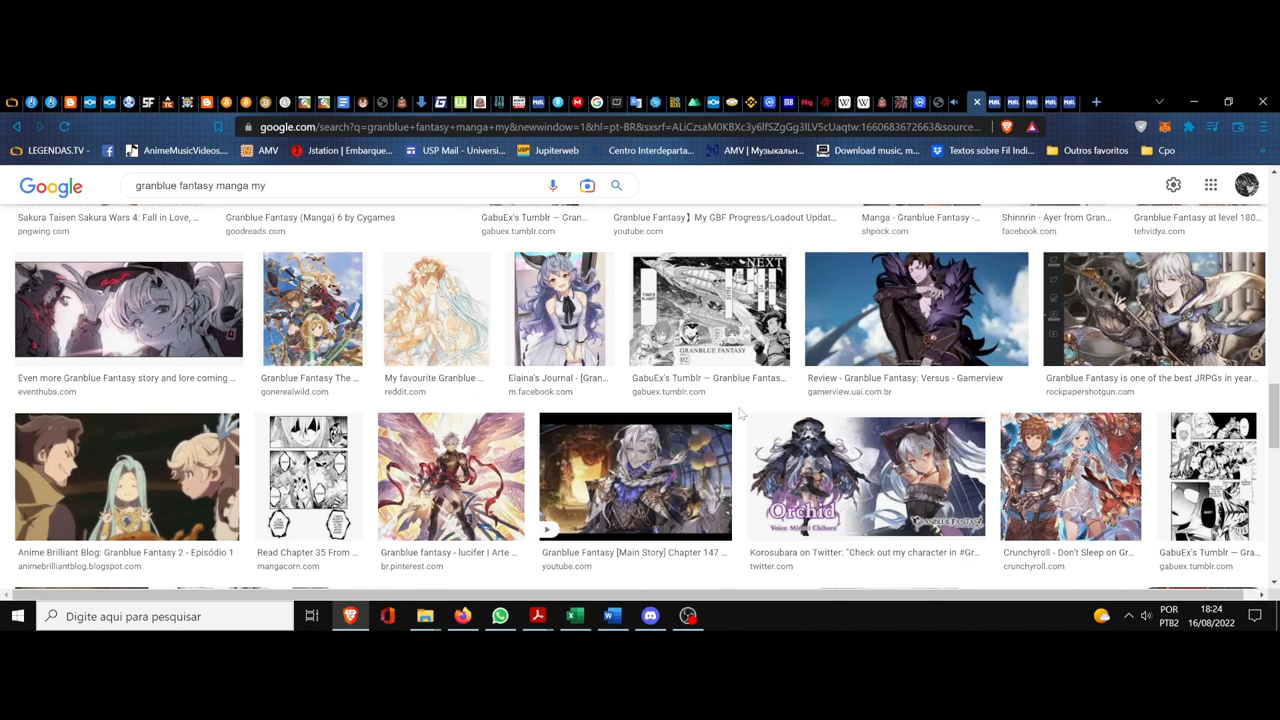 google.com/search?q=granblue+fantasy+manga+my&newwindow=1&hl=pt-BR&sxsrf=ALiCzsaM0KBXc3y6lfSZgGg3lLV5cUaqtw:1660683672663&source...
LEGENDAS.TV
AnimeMusicVideos...
AMV
Jstation | Embarque...
USP Mail - Universi...
Jupiterweb
Centro Interdeparta...
AMV | Музыкальн...
Download music, m...
Textos sobre Fil Indi...
Outros favoritos
Cpo
Google
granblue fantasy manga my
Sakura Taisen Sakura Wars 4: Fall in Love, ...
pngwing.com
Granblue Fantasy (Manga) 6 by Cygames
goodreads.com
GabuEx's Tumblr — Gran...
gabuex.tumblr.com
Granblue Fantasy】My GBF Progress/Loadout Updat...
youtube.com
Manga - Granblue Fantasy -...
shpock.com
Shinnrin - Ayer from Gran...
facebook.com
Granblue Fantasy at level 180...
tehvidya.com
NEXT
GRANBLUE FANTASY
02
Even more Granblue Fantasy story and lore coming ...
eventhubs.com
Granblue Fantasy The ...
gonerealwild.com
My favourite Granblue ...
reddit.com
Elaina's Journal - [Gran...
m.facebook.com
GabuEx's Tumblr — Granblue Fantas...
gabuex.tumblr.com
Review - Granblue Fantasy: Versus - Gamerview
gamerview.uai.com.br
Granblue Fantasy is one of the best JRPGs in year...
rockpapershotgun.com
Orchid
GRANBLUE FANTASY
Anime Brilliant Blog: Granblue Fantasy 2 - Episódio 1
animebrilliantblog.blogspot.com
Read Chapter 35 From ...
mangacorn.com
Granblue fantasy - lucifer | Arte ...
br.pinterest.com
Granblue Fantasy [Main Story] Chapter 147 ...
youtube.com
Korosubara on Twitter: "Check out my character in #Gr...
twitter.com
Crunchyroll - Don't Sleep on Gr...
crunchyroll.com
GabuEx's Tumblr — Gra...
gabuex.tumblr.com
Digite aqui para pesquisar
POR
PTB2
18:24
16/08/2022